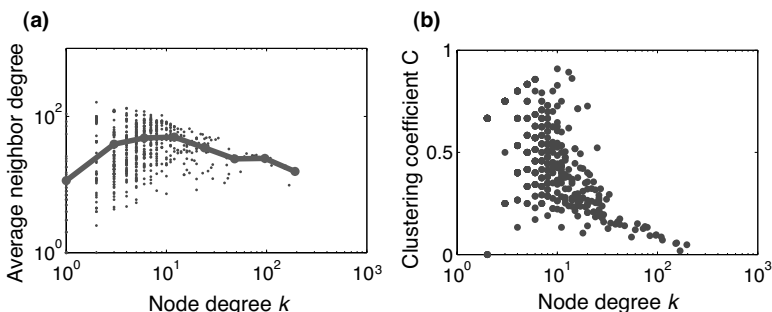 (a)
Average neighbor degree
10²
10⁰
10⁰ 10¹ 10² 10³
Node degree k
(b)
Clustering coefficient C
1
0.5
0
10⁰ 10¹ 10² 10³
Node degree k